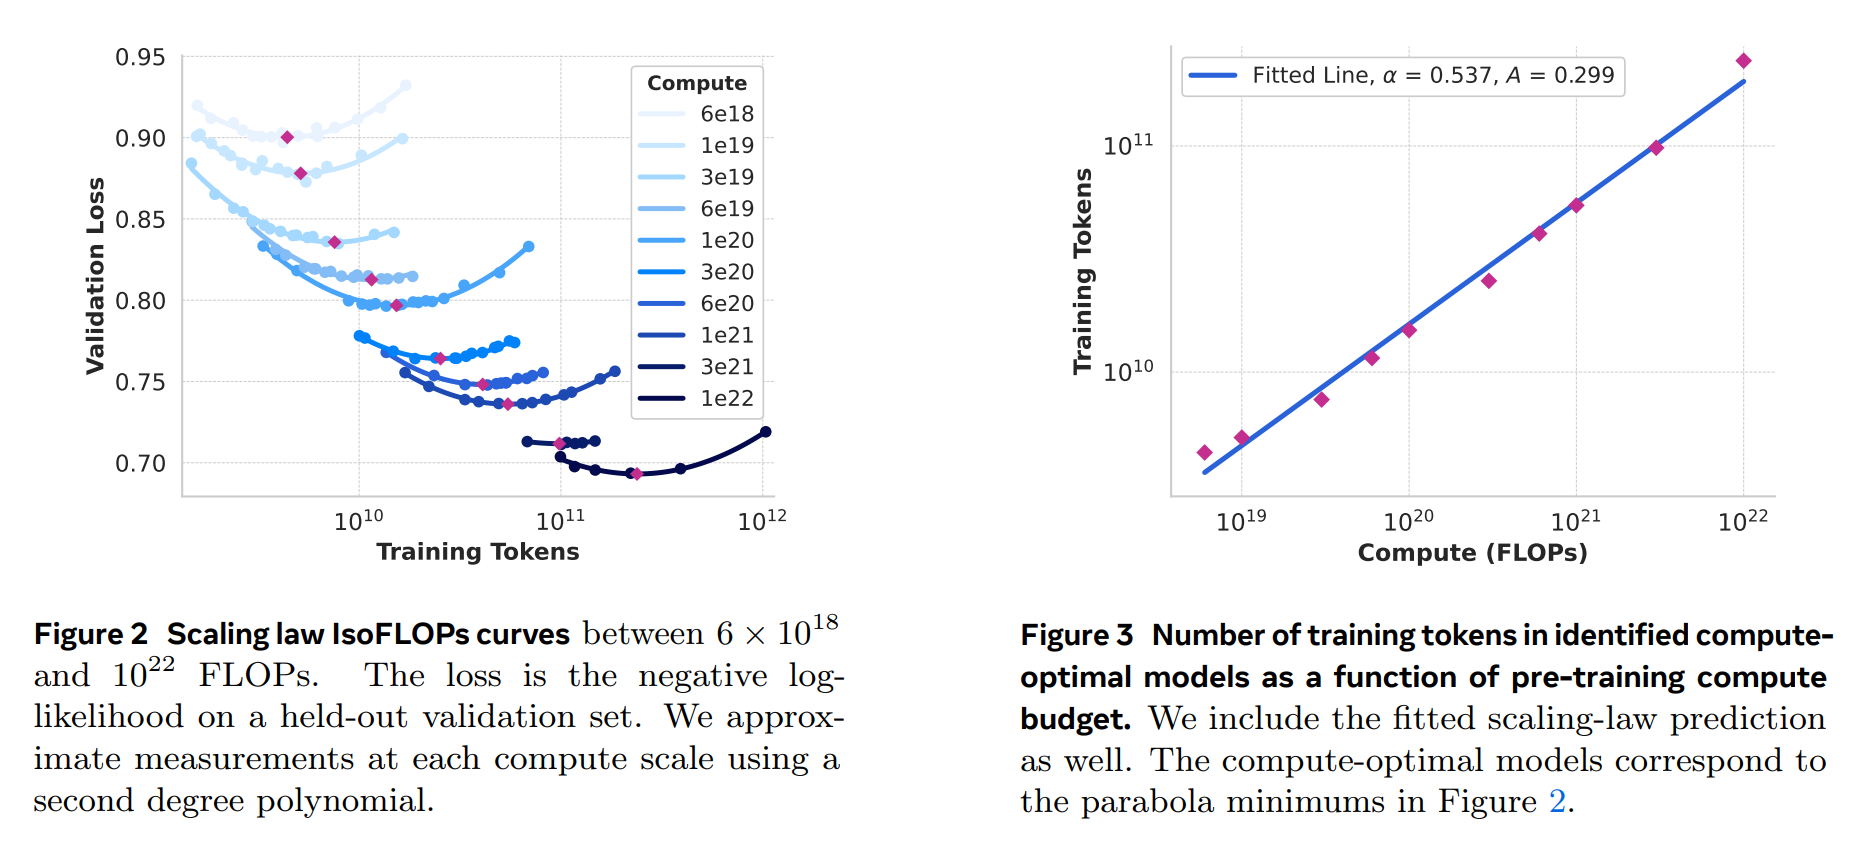 0.95
0.90
0.85
0.80
0.75
0.70
Validation Loss
10^10
10^11
10^12
Training Tokens
Compute
6e18
1e19
3e19
6e19
1e20
3e20
6e20
1e21
3e21
1e22
Figure 2 Scaling law IsoFLOPs curves between 6 × 10^18
and 10^22 FLOPs. The loss is the negative log-
likelihood on a held-out validation set. We approx-
imate measurements at each compute scale using a
second degree polynomial.
Fitted Line, α = 0.537, A = 0.299
10^11
10^10
Training Tokens
10^19
10^20
10^21
10^22
Compute (FLOPs)
Figure 3 Number of training tokens in identified compute-
optimal models as a function of pre-training compute
budget. We include the fitted scaling-law prediction
as well. The compute-optimal models correspond to
the parabola minimums in Figure 2.